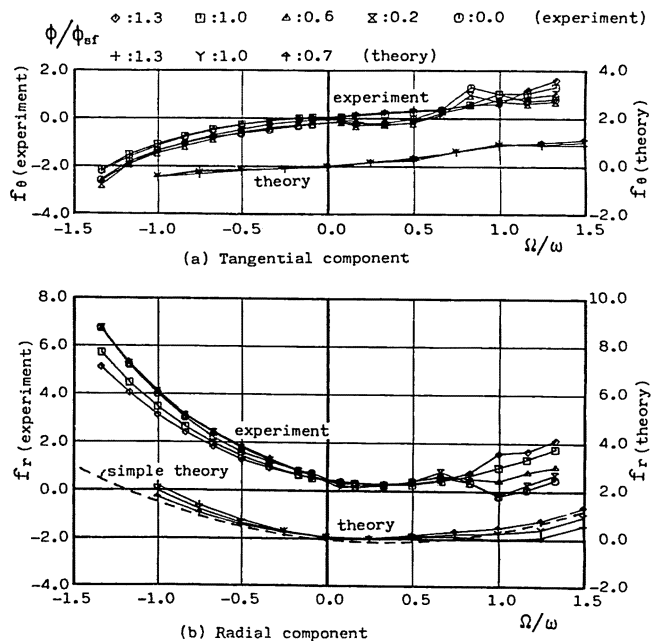 ϕ/ϕsf
◇:1.3 □:1.0 △:0.6 ⧖:0.2 ○:0.0 (experiment)
+:1.3 Y:1.0 ↑:0.7 (theory)
fθ(experiment)
2.0
0.0
-2.0
-4.0
experiment
theory
4.0
2.0
0.0
-2.0
fθ(theory)
-1.5 -1.0 -0.5 0.0 0.5 1.0 1.5
Ω/ω
(a) Tangential component
fr(experiment)
8.0
6.0
4.0
2.0
0.0
-2.0
-4.0
experiment
simple theory
theory
10.0
8.0
6.0
4.0
2.0
0.0
-2.0
fr(theory)
-1.5 -1.0 -0.5 0.0 0.5 1.0 1.5
Ω/ω
(b) Radial component